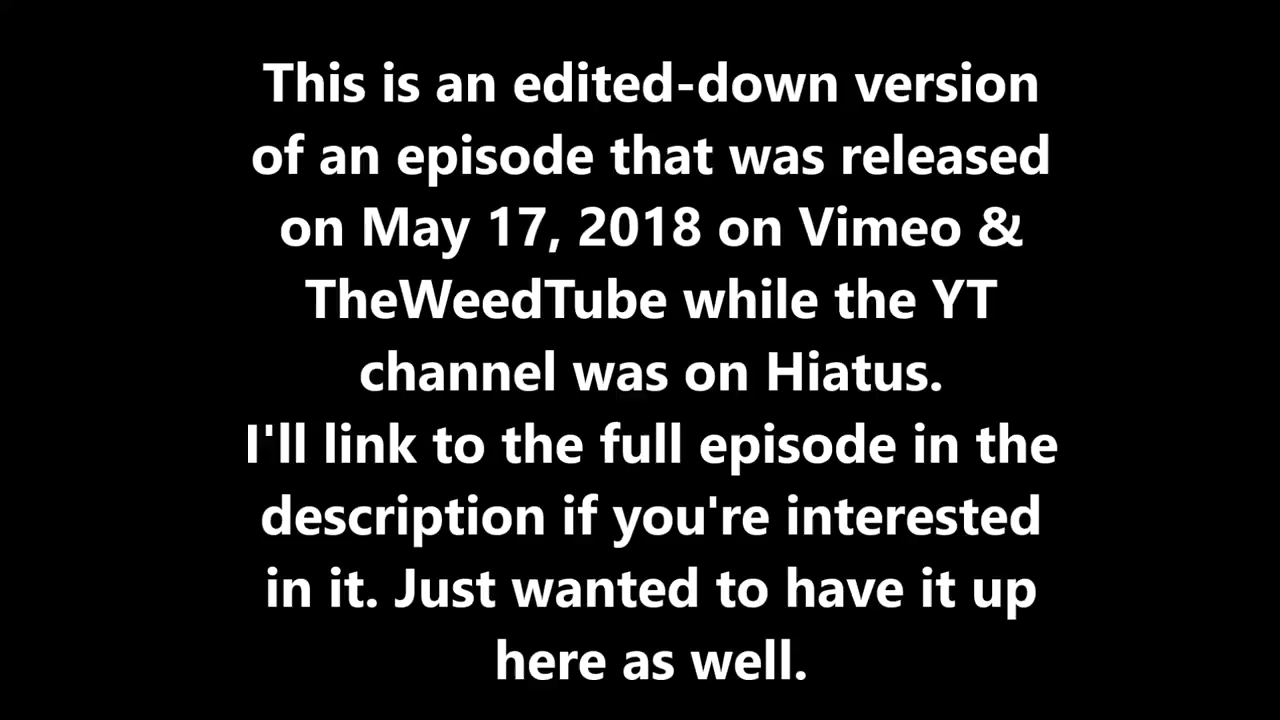 This is an edited-down version
of an episode that was released
on May 17, 2018 on Vimeo &
TheWeedTube while the YT
channel was on Hiatus.
I'll link to the full episode in the
description if you're interested
in it. Just wanted to have it up
here as well.